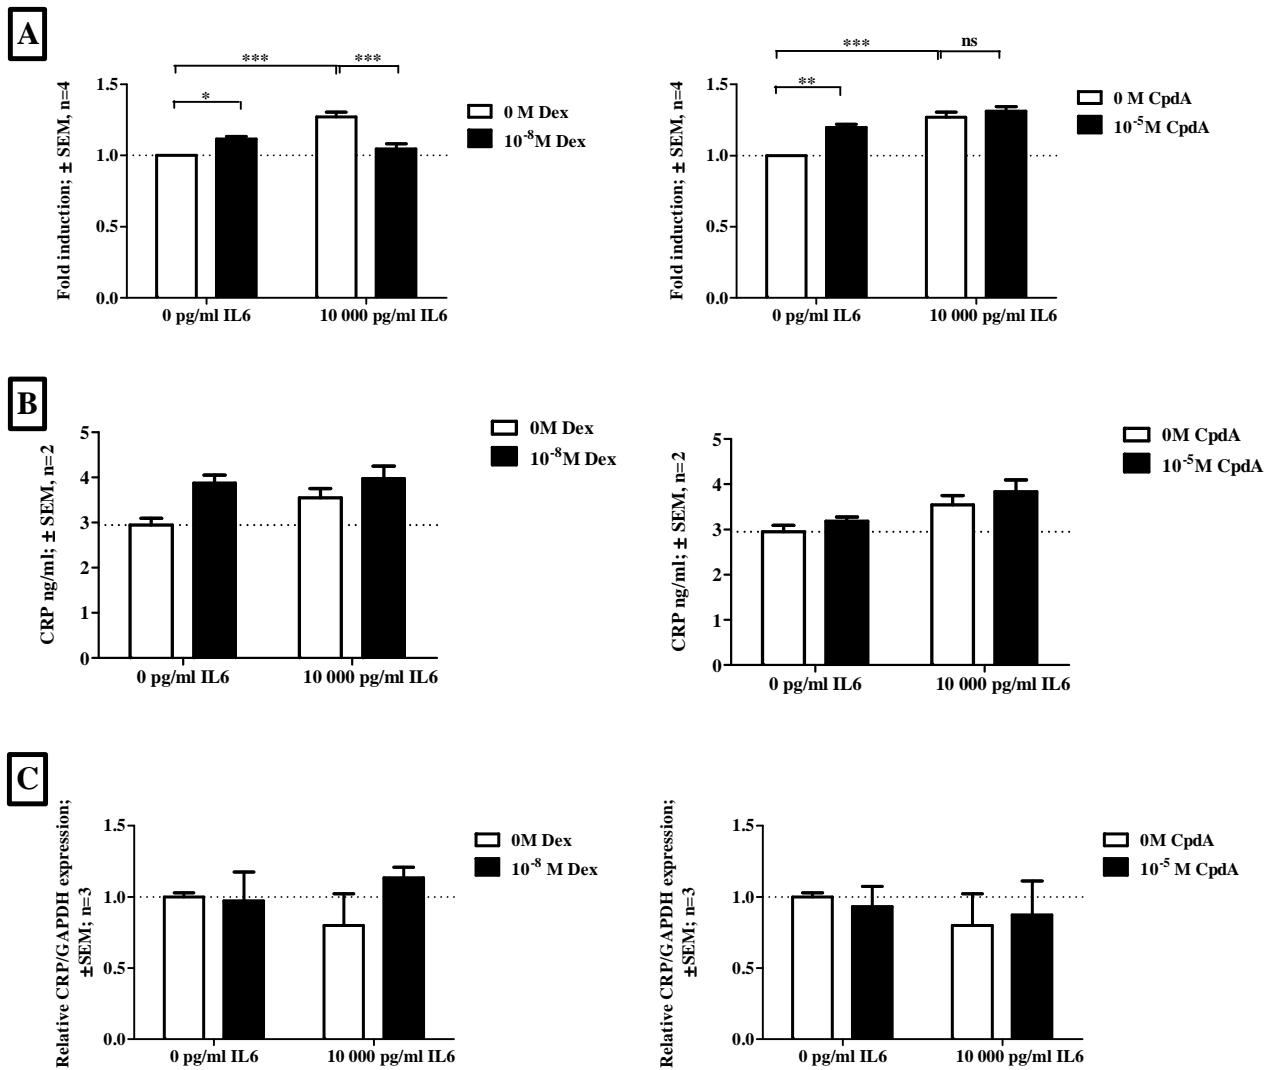 A
*** ***
*
Fold induction; ± SEM, n=4
1.5
1.0
0.5
0.0
0 pg/ml IL6 10 000 pg/ml IL6
0 M Dex
10⁻⁸M Dex
*** ns
**
Fold induction; ± SEM, n=4
1.5
1.0
0.5
0.0
0 pg/ml IL6 10 000 pg/ml IL6
0 M CpdA
10⁻⁵M CpdA
B
CRP ng/ml; ± SEM, n=2
5
4
3
2
1
0
0 pg/ml IL6 10 000 pg/ml IL6
0M Dex
10⁻⁸M Dex
CRP ng/ml; ± SEM, n=2
5
4
3
2
1
0
0 pg/ml IL6 10 000 pg/ml IL6
0M CpdA
10⁻⁵M CpdA
C
Relative CRP/GAPDH expression;
±SEM; n=3
1.5
1.0
0.5
0.0
0 pg/ml IL6 10 000 pg/ml IL6
0M Dex
10⁻⁸ M Dex
Relative CRP/GAPDH expression;
±SEM; n=3
1.5
1.0
0.5
0.0
0 pg/ml IL6 10 000 pg/ml IL6
0M CpdA
10⁻⁵ M CpdA